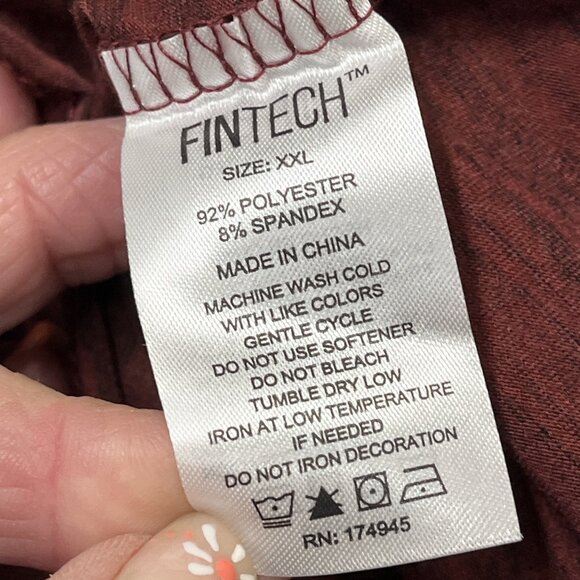 FINTECH™
SIZE: XXL
92% POLYESTER
8% SPANDEX
MADE IN CHINA
MACHINE WASH COLD
WITH LIKE COLORS
GENTLE CYCLE
DO NOT USE SOFTENER
DO NOT BLEACH
TUMBLE DRY LOW
IRON AT LOW TEMPERATURE
IF NEEDED
DO NOT IRON DECORATION
RN: 174945